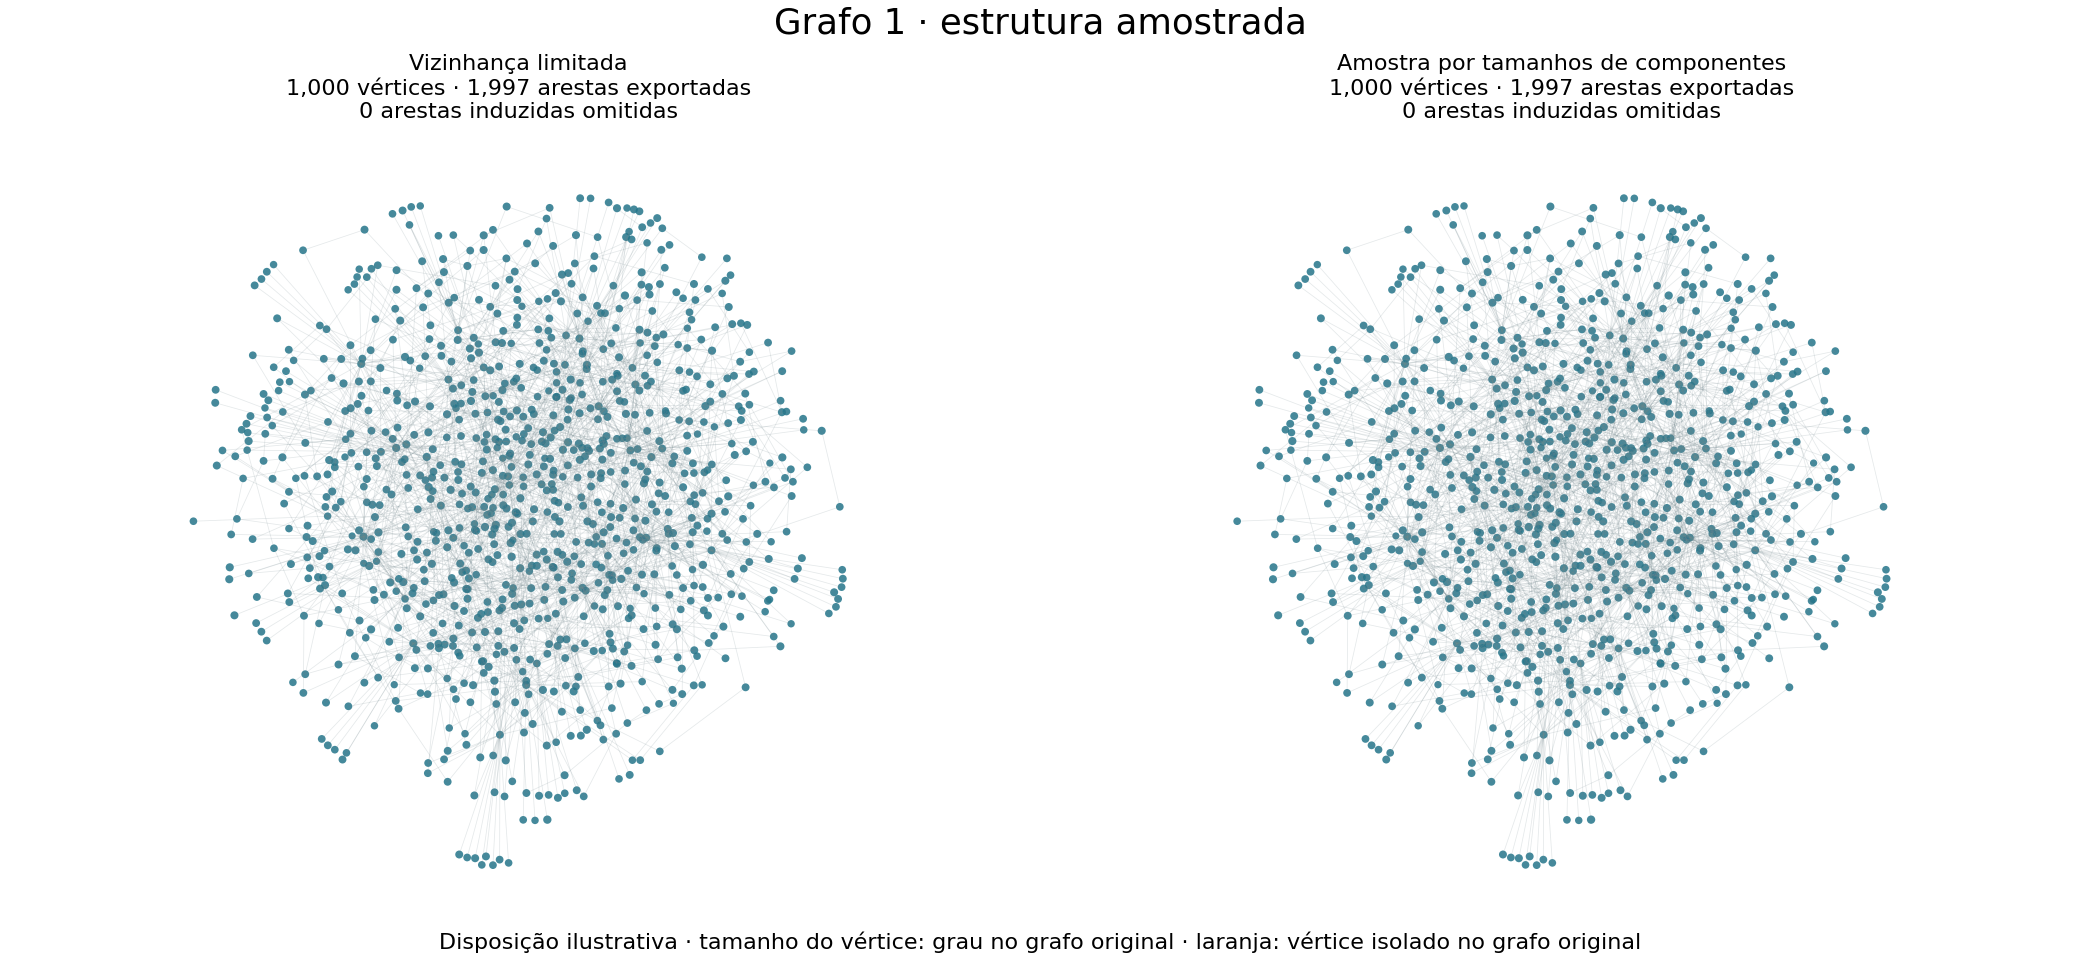 Grafo 1 · estrutura amostrada
Vizinhança limitada
1,000 vértices · 1,997 arestas exportadas
0 arestas induzidas omitidas
Amostra por tamanhos de componentes
1,000 vértices · 1,997 arestas exportadas
0 arestas induzidas omitidas
Disposição ilustrativa · tamanho do vértice: grau no grafo original · laranja: vértice isolado no grafo original